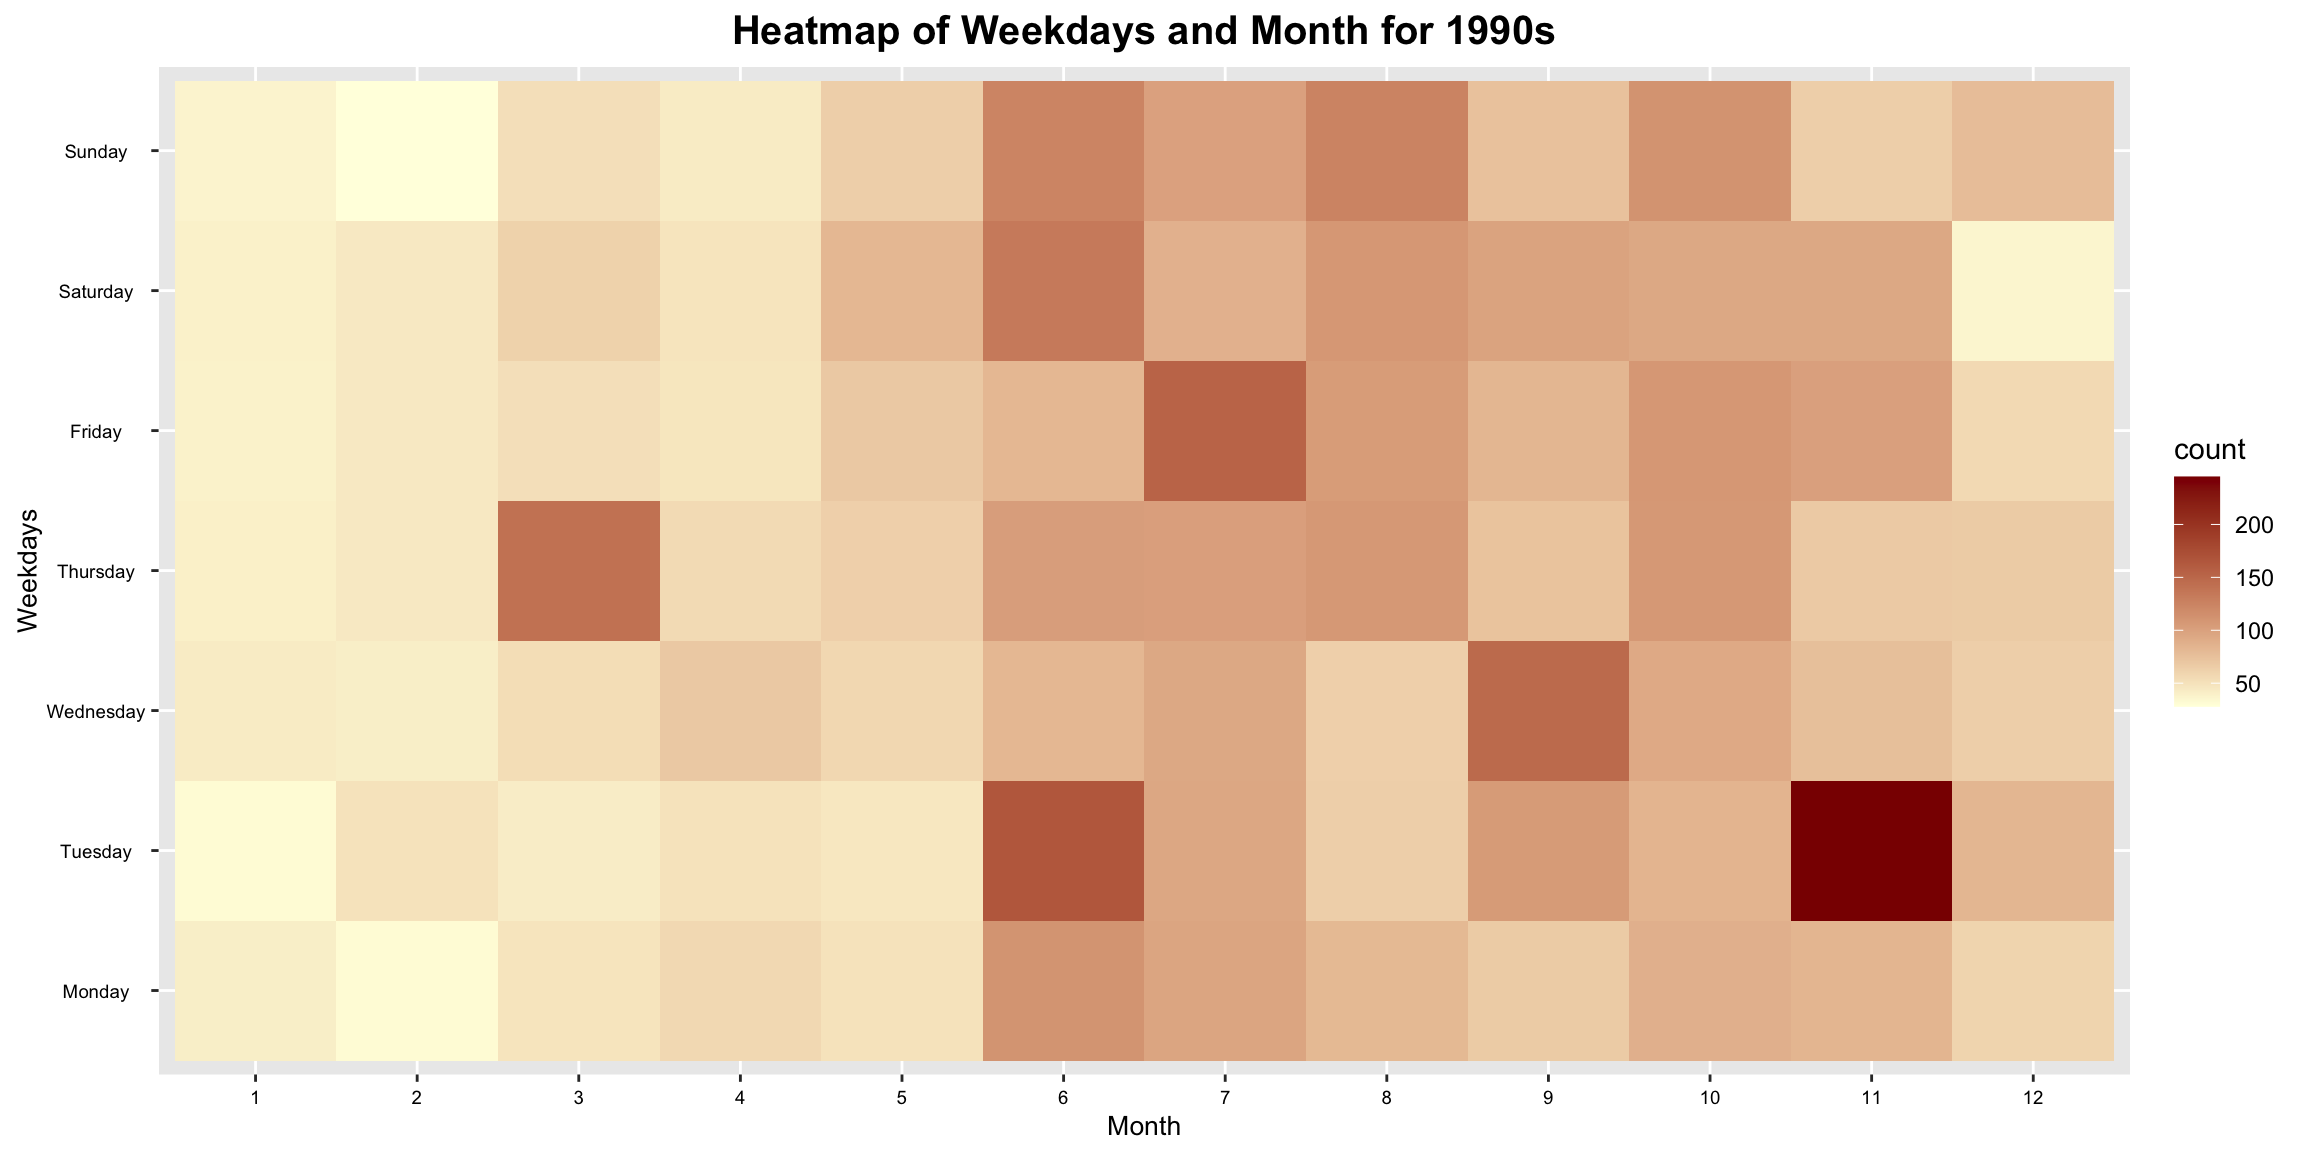 Heatmap of Weekdays and Month for 1990s
Weekdays
Sunday
Saturday
Friday
Thursday
Wednesday
Tuesday
Monday
1 2 3 4 5 6 7 8 9 10 11 12
Month
count
200
150
100
50